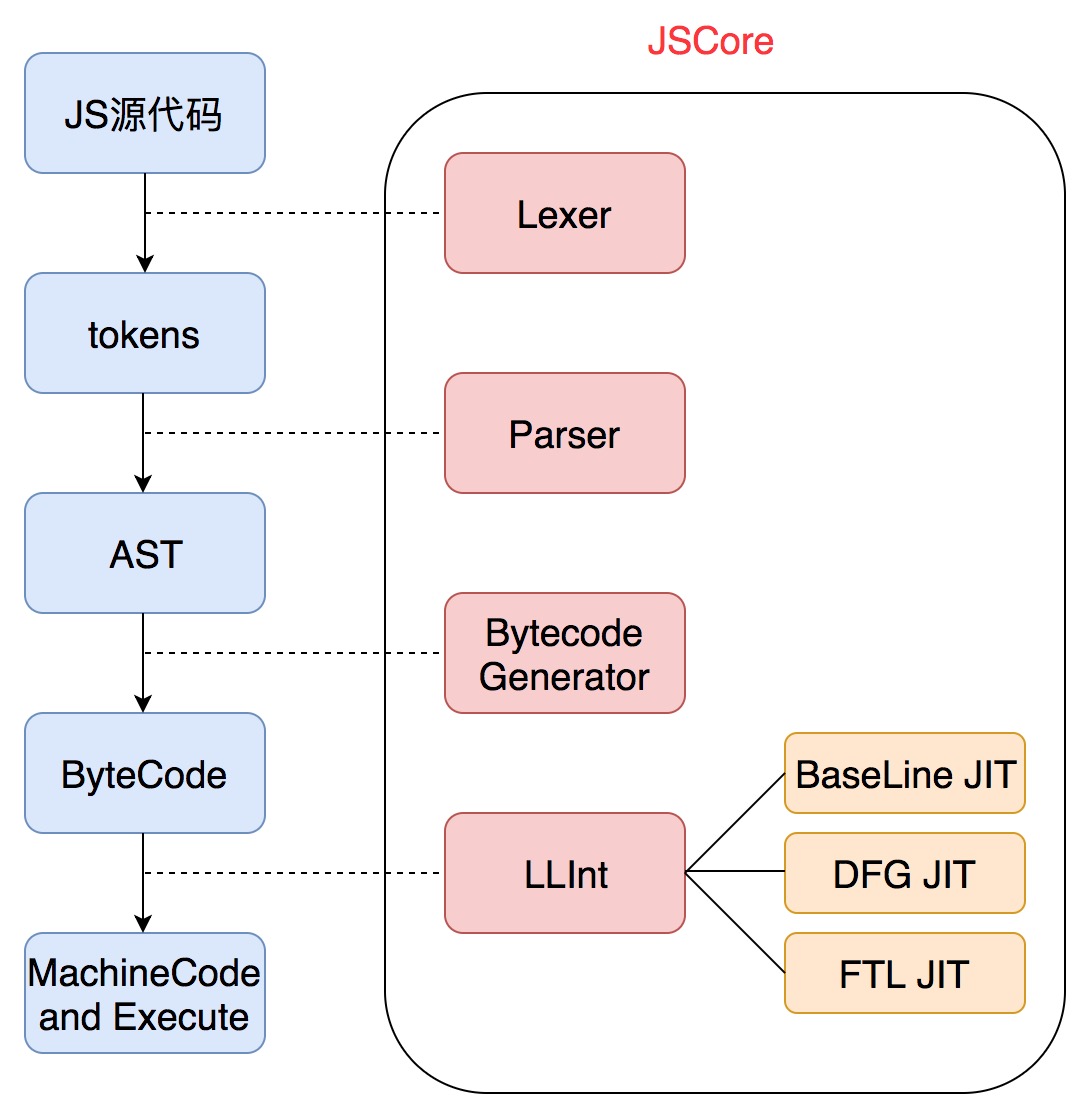 JSCore
JS源代码
Lexer
tokens
Parser
AST
Bytecode
Generator
ByteCode
BaseLine JIT
LLInt
DFG JIT
FTL JIT
MachineCode
and Execute